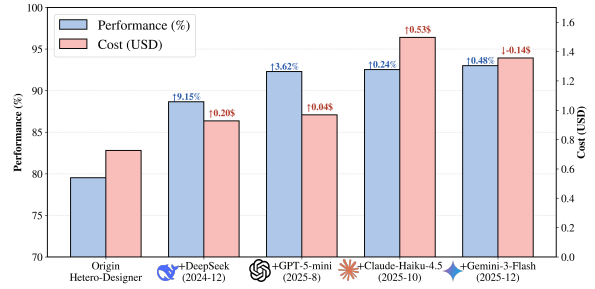 100
95
90
85
80
75
70
Performance (%)
Performance (%)
Cost (USD)
↑9.15%
↑0.20$
↑3.62%
↑0.04$
↑0.24%
↑0.53$
↑0.48%
↓-0.14$
1.6
1.4
1.2
1.0
0.8
0.6
0.4
0.2
0.0
Cost (USD)
Origin
Hetero-Designer
+DeepSeek
(2024-12)
+GPT-5-mini
(2025-8)
+Claude-Haiku-4.5
(2025-10)
+Gemini-3-Flash
(2025-12)